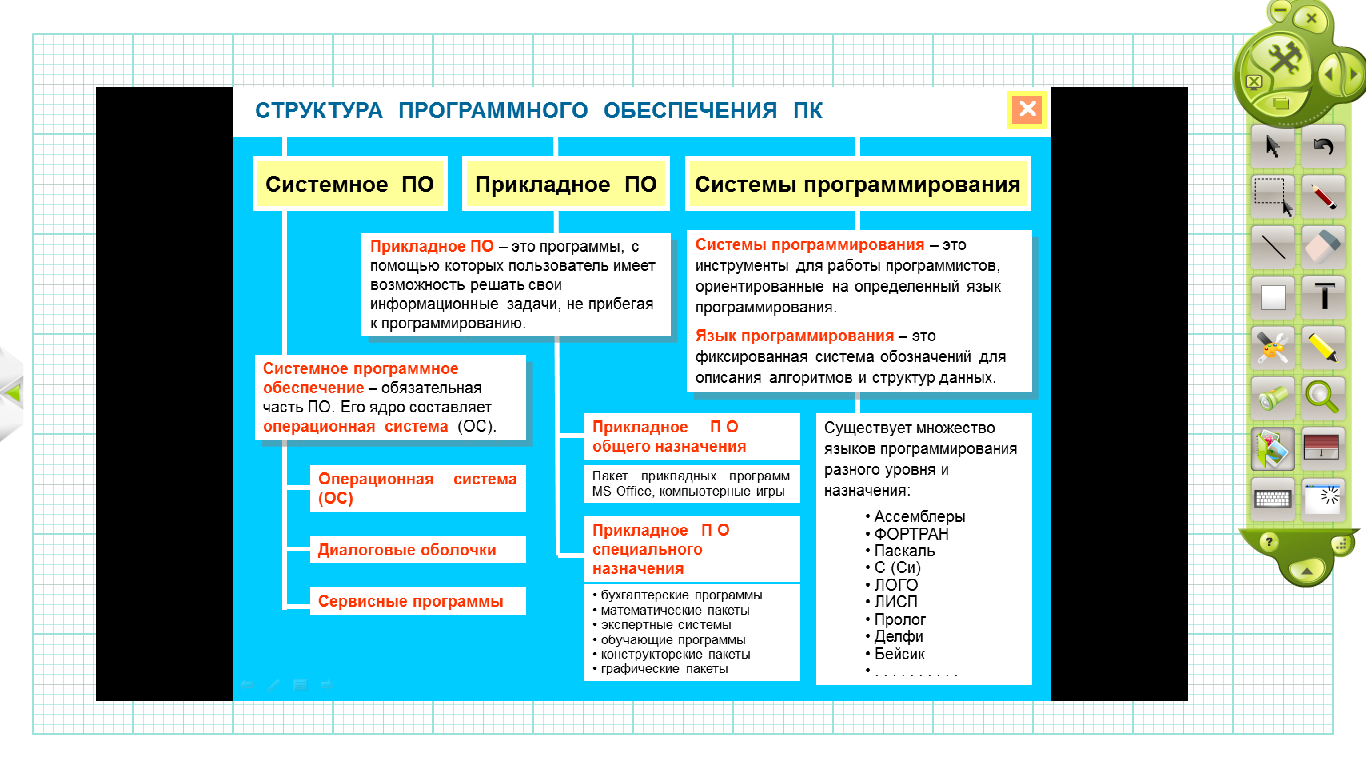 СТРУКТУРА ПРОГРАММНОГО ОБЕСПЕЧЕНИЯ ПК
Системное ПО
Прикладное ПО
Системы программирования
Прикладное ПО – это программы, с
помощью которых пользователь имеет
возможность решать свои
информационные задачи, не прибегая
к программированию.
Системы программирования – это
инструменты для работы программистов,
ориентированные на определенный язык
программирования.
Язык программирования – это
фиксированная система обозначений для
описания алгоритмов и структур данных.
Системное программное
обеспечение – обязательная
часть ПО. Его ядро составляет
операционная система (ОС).
Операционная система
(ОС)
Диалоговые оболочки
Сервисные программы
Прикладное П О
общего назначения
Пакет прикладных программ
MS Office, компьютерные игры
Прикладное П О
специального
назначения
• бухгалтерские программы
• математические пакеты
• экспертные системы
• обучающие программы
• конструкторские пакеты
• графические пакеты
Существует множество
языков программирования
разного уровня и
назначения:
• Ассемблеры
• ФОРТРАН
• Паскаль
• С (Си)
• ЛОГО
• ЛИСП
• Пролог
• Делфи
• Бейсик
• . . . . . . . . . .
T
?